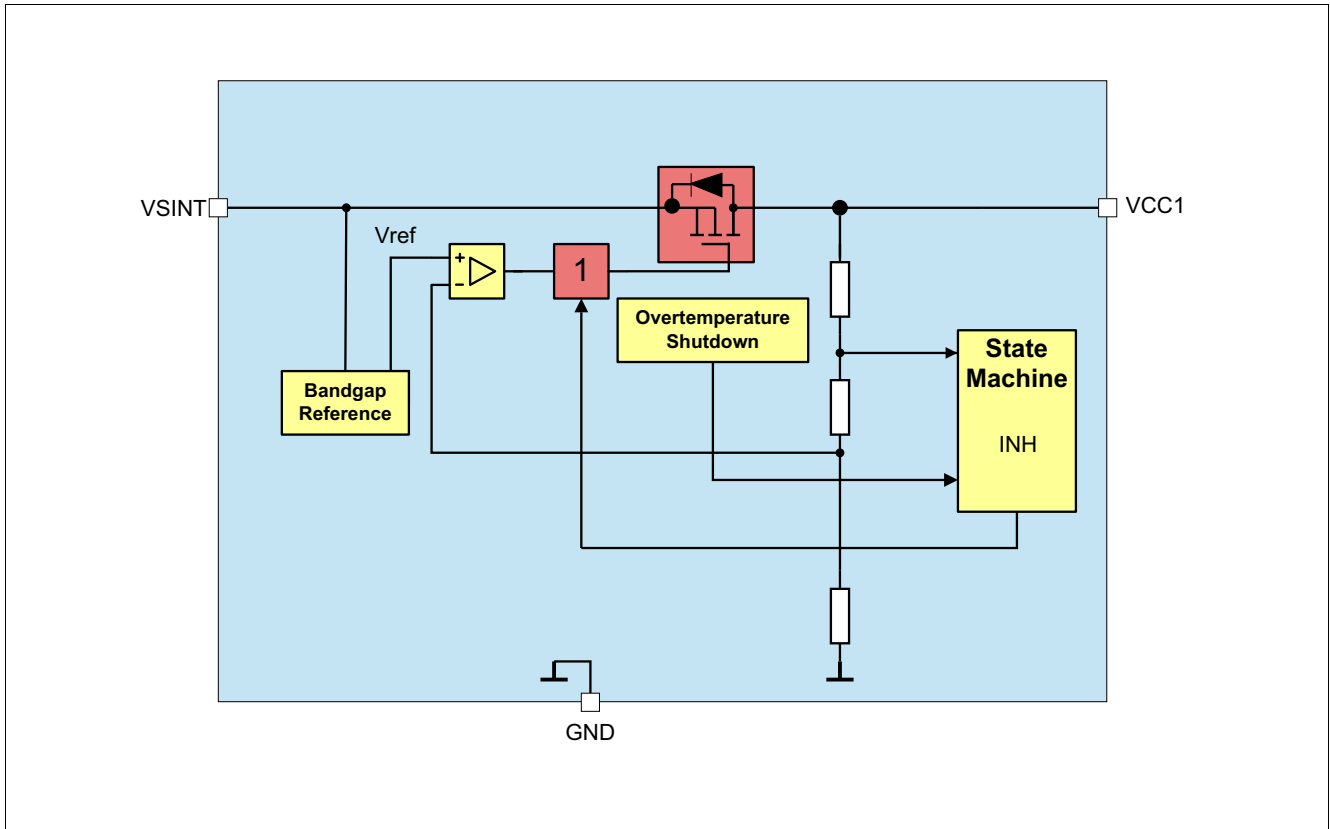 VSINT
VCC1
Vref
+
-
1
Overtemperature
Shutdown
State
Machine
INH
Bandgap
Reference
GND